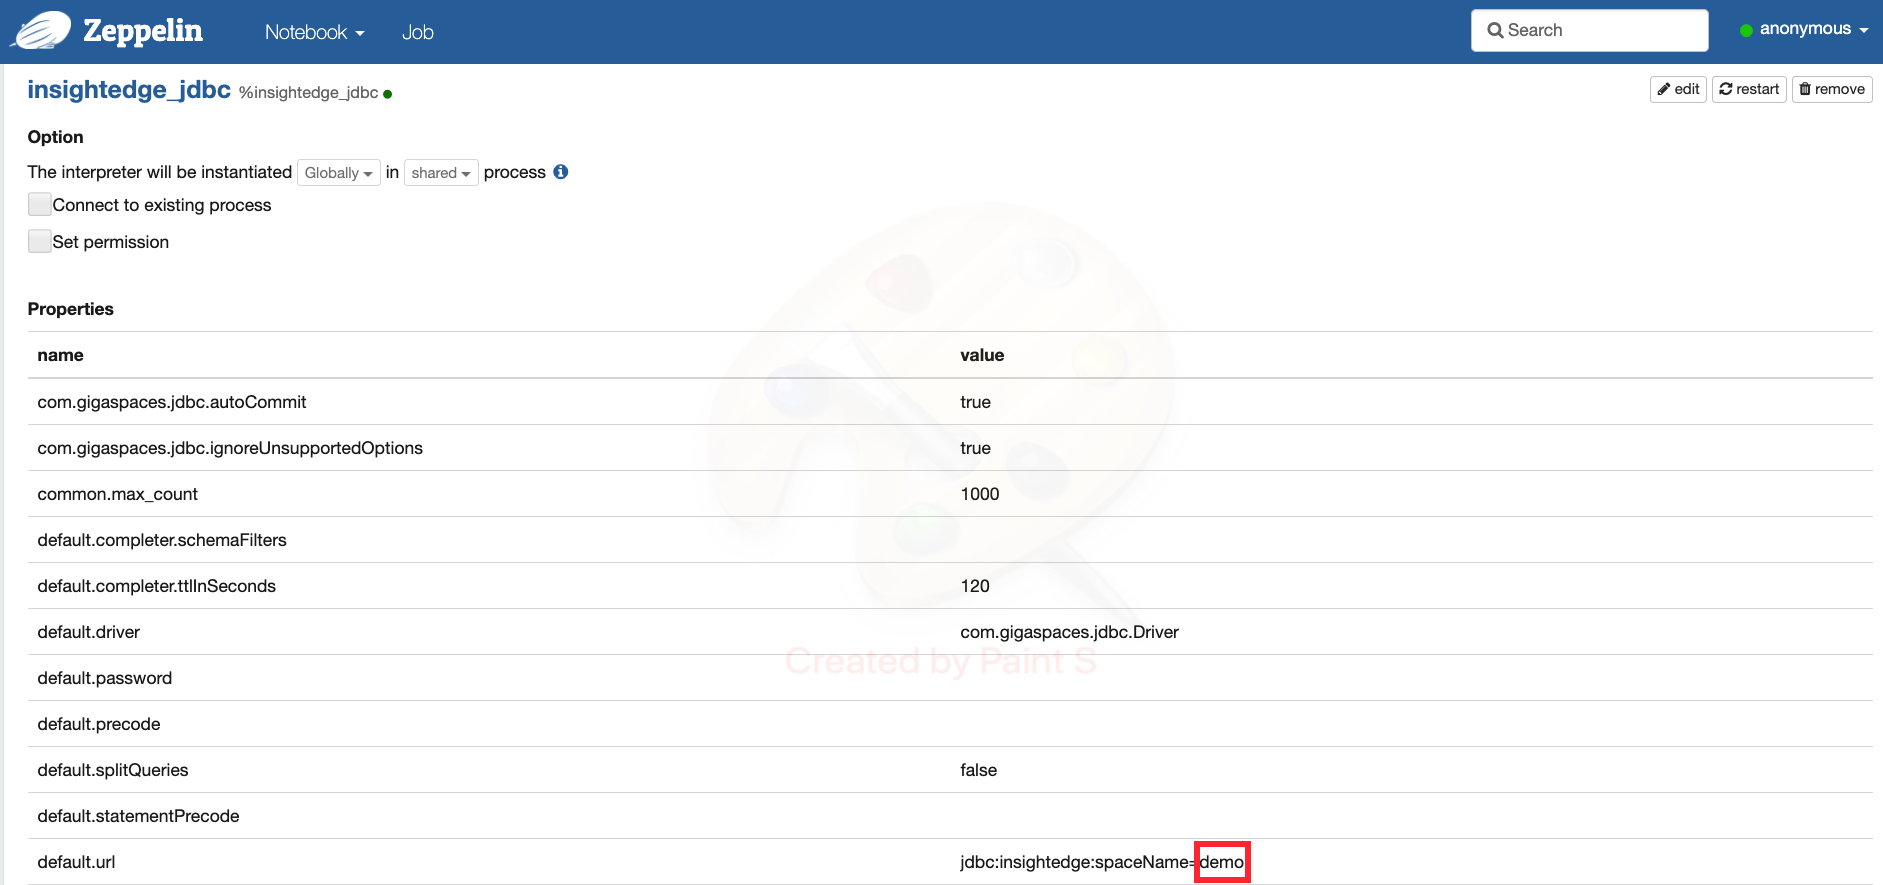 Zeppelin Notebook Job Search anonymous
insightedge_jdbc %insightedge_jdbc edit restart remove
Option
The interpreter will be instantiated Globally in shared process
Connect to existing process
Set permission
Properties
name value
com.gigaspaces.jdbc.autoCommit true
com.gigaspaces.jdbc.ignoreUnsupportedOptions true
common.max_count 1000
default.completer.schemaFilters
default.completer.ttlInSeconds 120
default.driver com.gigaspaces.jdbc.Driver
Created by Paint S
default.password
default.precode
default.splitQueries false
default.statementPrecode
default.url jdbc:insightedge:spaceName=demo